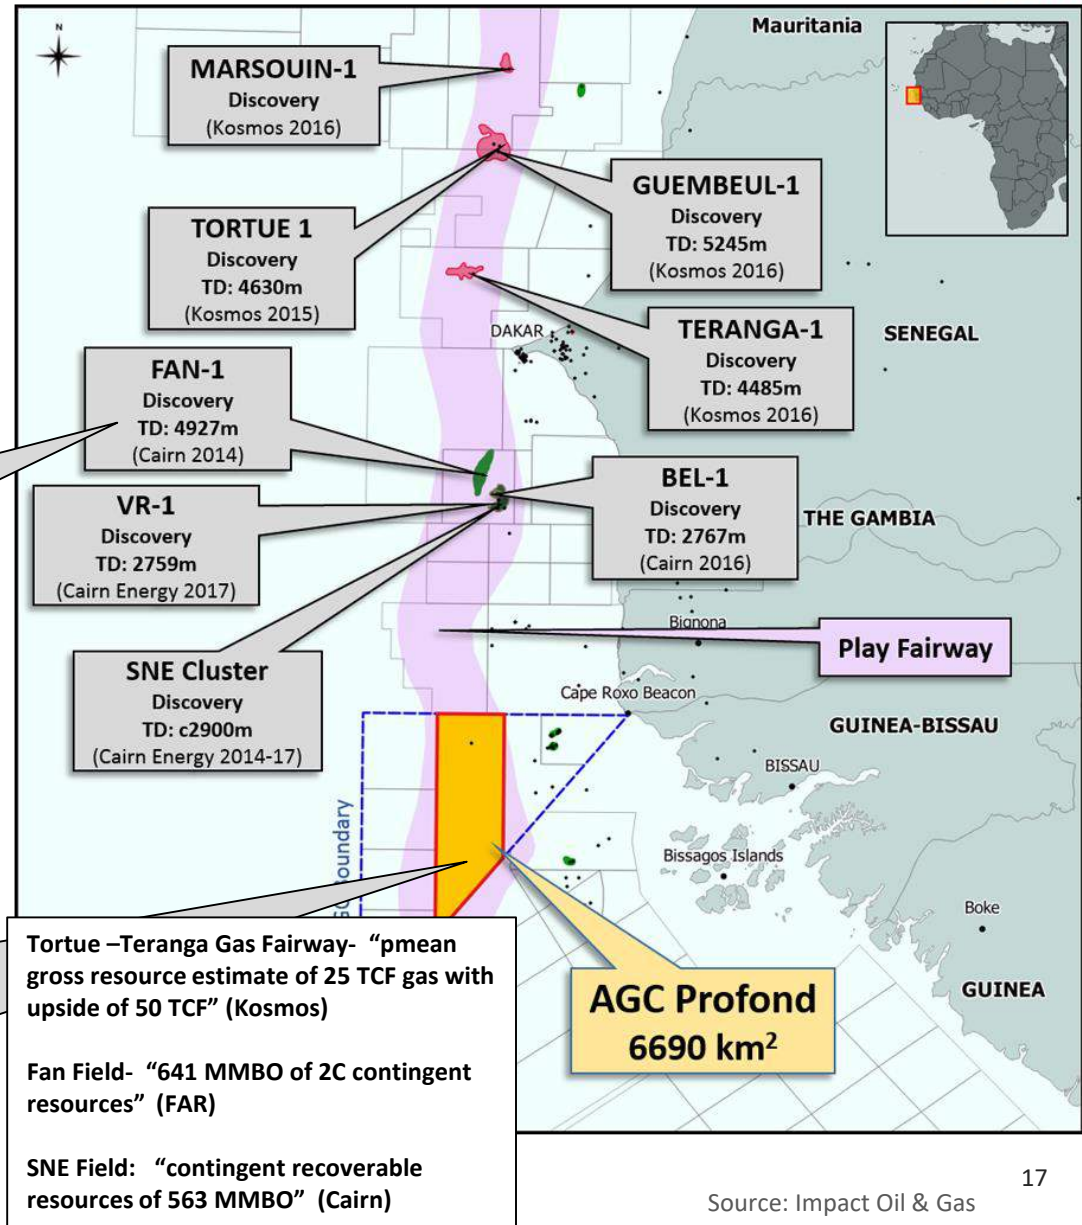 Mauritania
MARSOUIN-1
Discovery
(Kosmos 2016)
GUEMBEUL-1
Discovery
TD: 5245m
(Kosmos 2016)
TORTUE 1
Discovery
TD: 4630m
(Kosmos 2015)
TERANGA-1
Discovery
TD: 4485m
(Kosmos 2016)
DAKAR
SENEGAL
FAN-1
Discovery
TD: 4927m
(Cairn 2014)
BEL-1
Discovery
TD: 2767m
(Cairn 2016)
VR-1
Discovery
TD: 2759m
(Cairn Energy 2017)
THE GAMBIA
Bignona
Play Fairway
SNE Cluster
Discovery
TD: c2900m
(Cairn Energy 2014-17)
Cape Roxo Beacon
GUINEA-BISSAU
BISSAU
Boundary
Bissagos Islands
Boke
GUINEA
AGC Profond
6690 km²
Tortue –Teranga Gas Fairway- “pmean
gross resource estimate of 25 TCF gas with
upside of 50 TCF” (Kosmos)
Fan Field- “641 MMBO of 2C contingent
resources” (FAR)
SNE Field: “contingent recoverable
resources of 563 MMBO” (Cairn)
17
Source: Impact Oil & Gas